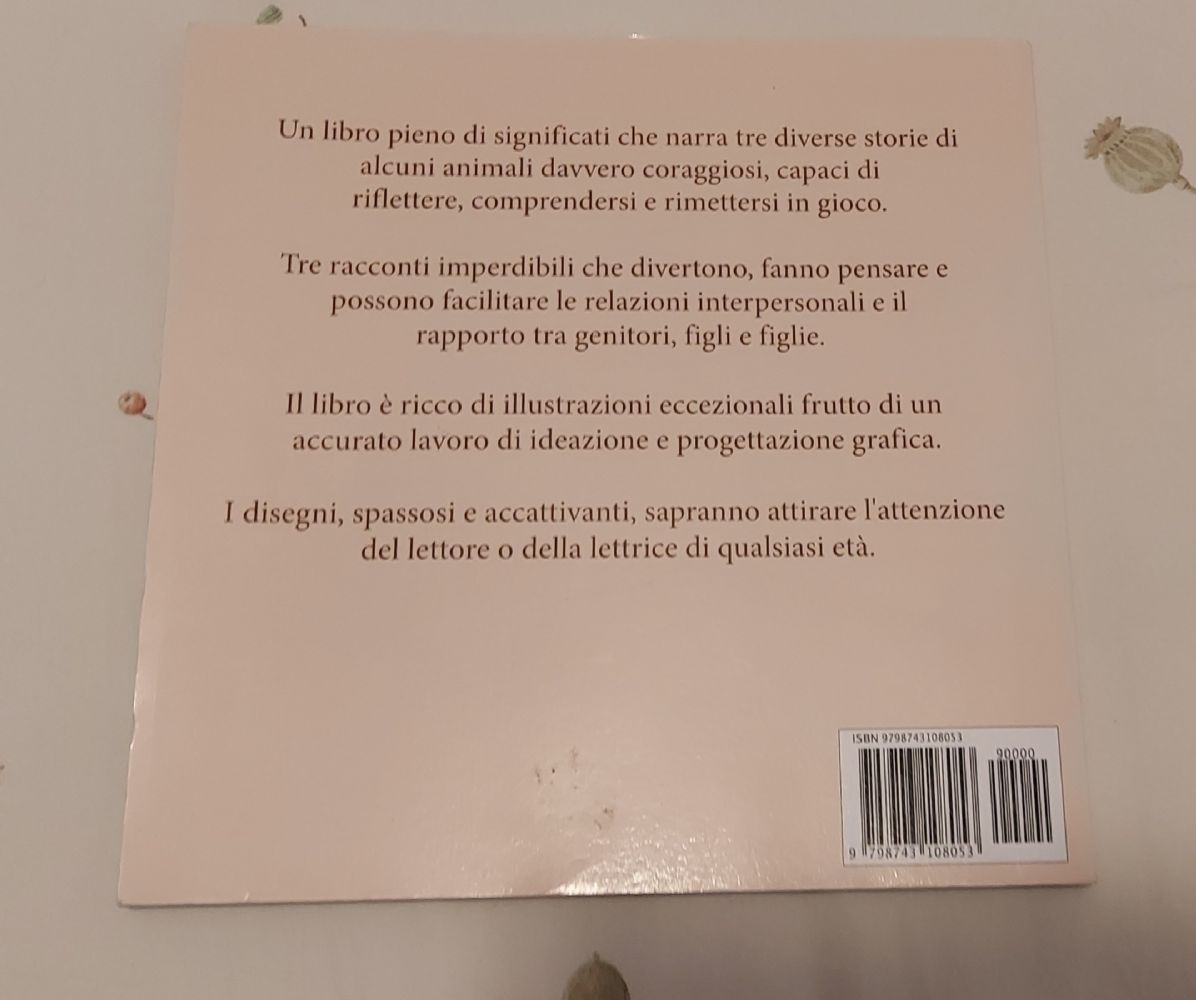 Un libro pieno di significati che narra tre diverse storie di
alcuni animali davvero coraggiosi, capaci di
riflettere, comprendersi e rimettersi in gioco.
Tre racconti imperdibili che divertono, fanno pensare e
possono facilitare le relazioni interpersonali e il
rapporto tra genitori, figli e figlie.
Il libro è ricco di illustrazioni eccezionali frutto di un
accurato lavoro di ideazione e progettazione grafica.
I disegni, spassosi e accattivanti, sapranno attirare l'attenzione
del lettore o della lettrice di qualsiasi età.
ISBN 9798743108053
90000
9 798743 108053